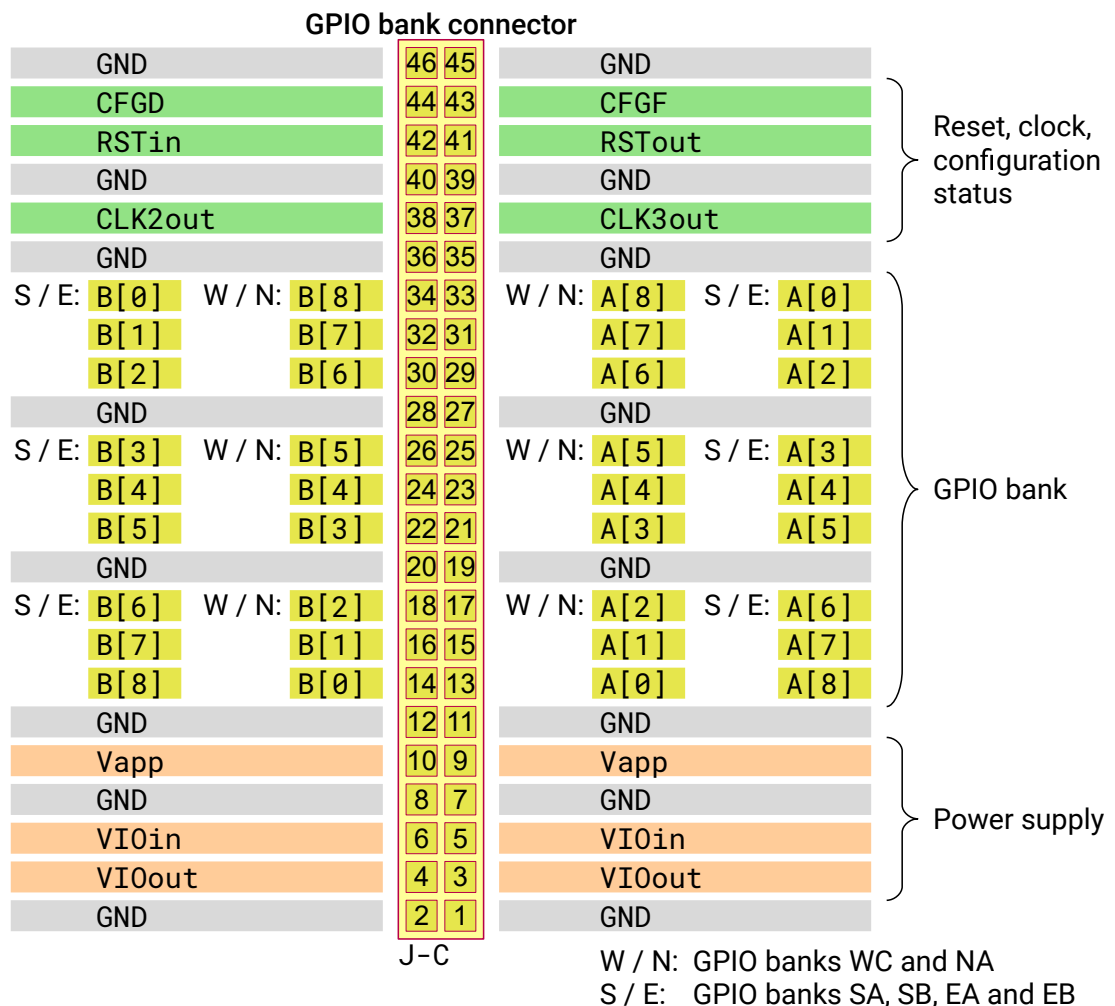 GPIO bank connector
GND 46 45 GND
CFGD 44 43 CFGF
RSTin 42 41 RSTout
GND 40 39 GND
CLK2out 38 37 CLK3out
GND 36 35 GND
Reset, clock,
configuration
status
S / E: B[0] W / N: B[8] 34 33 W / N: A[8] S / E: A[0]
B[1] B[7] 32 31 A[7] A[1]
B[2] B[6] 30 29 A[6] A[2]
GND 28 27 GND
S / E: B[3] W / N: B[5] 26 25 W / N: A[5] S / E: A[3]
B[4] B[4] 24 23 A[4] A[4]
B[5] B[3] 22 21 A[3] A[5]
GND 20 19 GND
S / E: B[6] W / N: B[2] 18 17 W / N: A[2] S / E: A[6]
B[7] B[1] 16 15 A[1] A[7]
B[8] B[0] 14 13 A[0] A[8]
GPIO bank
GND 12 11 GND
Vapp 10 9 Vapp
GND 8 7 GND
VIOin 6 5 VIOin
VIOout 4 3 VIOout
GND 2 1 GND
Power supply
J-C
W / N: GPIO banks WC and NA
S / E: GPIO banks SA, SB, EA and EB